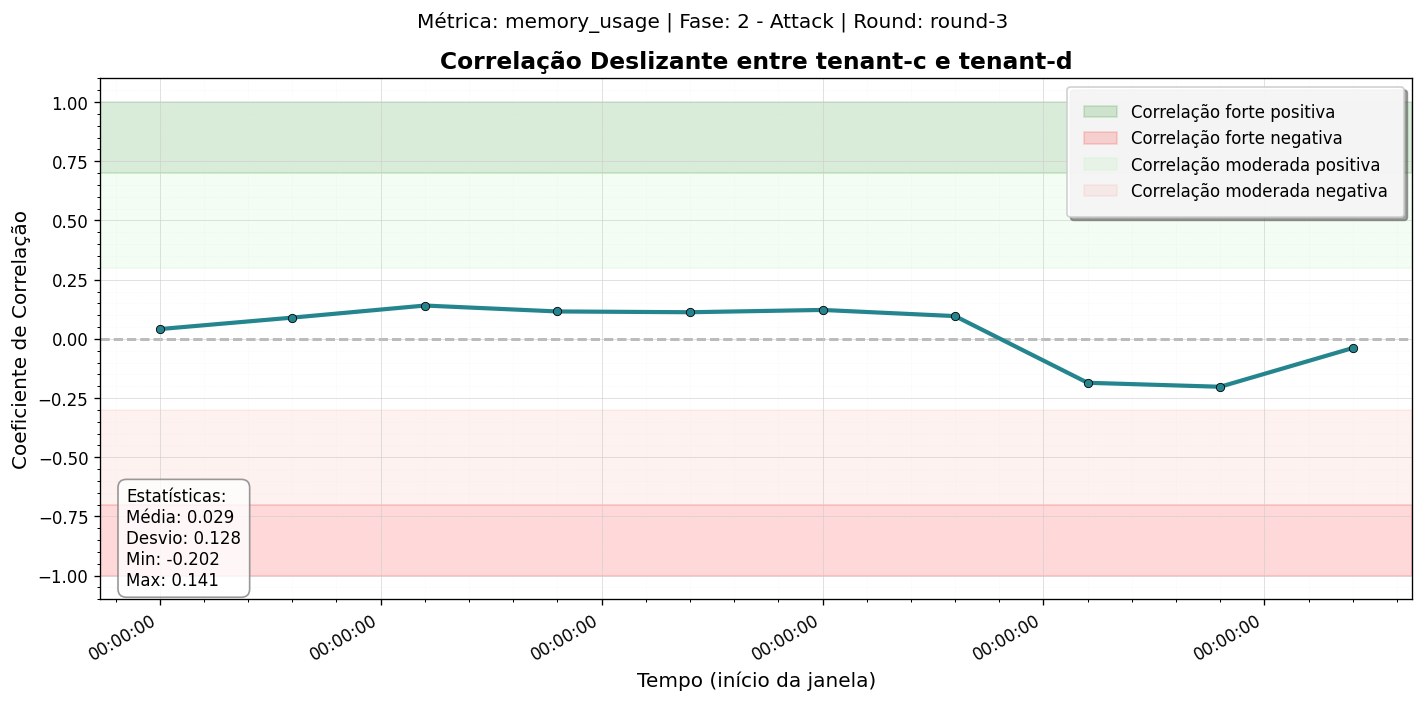 Métrica: memory_usage | Fase: 2 - Attack | Round: round-3
Correlação Deslizante entre tenant-c e tenant-d
Coeficiente de Correlação
1.00
0.75
0.50
0.25
0.00
−0.25
−0.50
−0.75
−1.00
Correlação forte positiva
Correlação forte negativa
Correlação moderada positiva
Correlação moderada negativa
Estatísticas:
Média: 0.029
Desvio: 0.128
Min: -0.202
Max: 0.141
00:00:00
00:00:00
00:00:00
00:00:00
00:00:00
00:00:00
Tempo (início da janela)